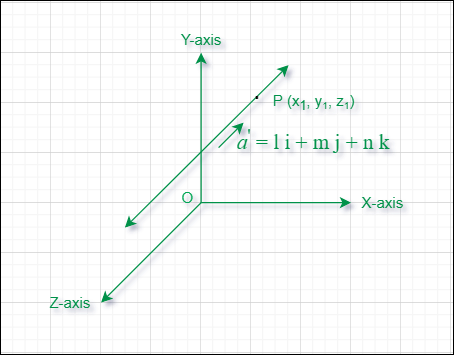 Y-axis
P (x₁, y₁, z₁)
a' = l i + m j + n k
O
X-axis
Z-axis